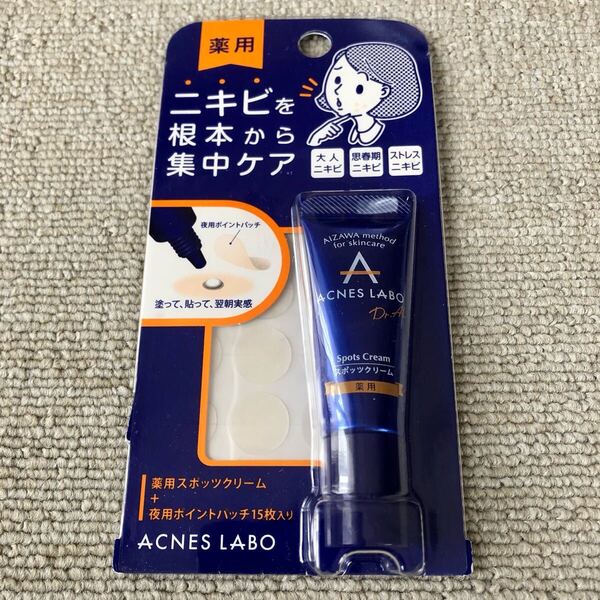 薬用
ニキビを
根本から
集中ケア
大人
ニキビ
思春期
ニキビ
ストレス
ニキビ
夜用ポイントパッチ
塗って、貼って、翌朝実感
AIZAWA method
for skincare
A
ACNES LABO
Dr.A
Spots Cream
スポッツクリーム
薬用
薬用スポッツクリーム
+
夜用ポイントパッチ15枚入り
ACNES LABO